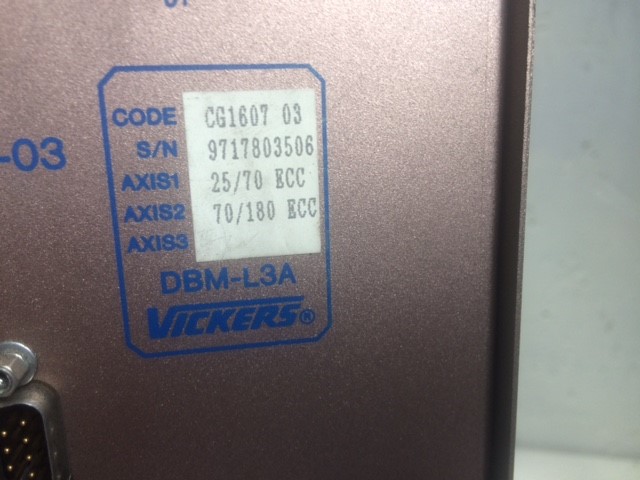 CODE CG1607 03
-03
S/N 9717803506
AXIS1 25/70 ECC
AXIS2 70/180 ECC
AXIS3
DBM-L3A
VICKERS®